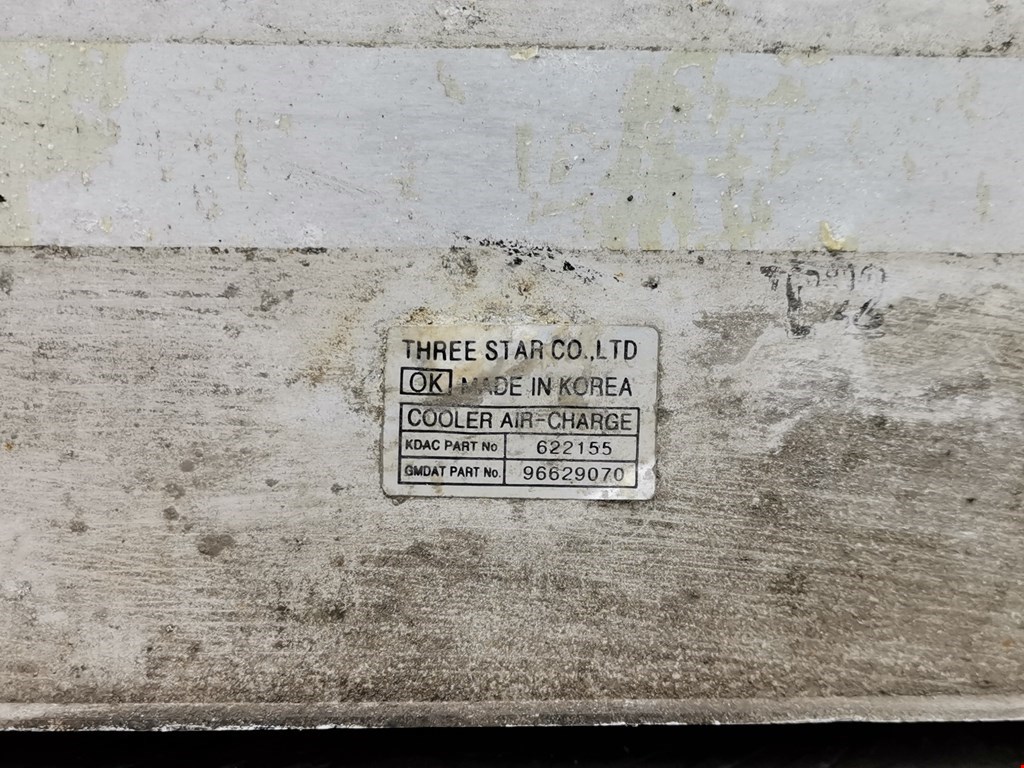 THREE STAR CO.,LTD
OK MADE IN KOREA
COOLER AIR-CHARGE
KDAC PART No 622155
GMDAT PART No. 96629070